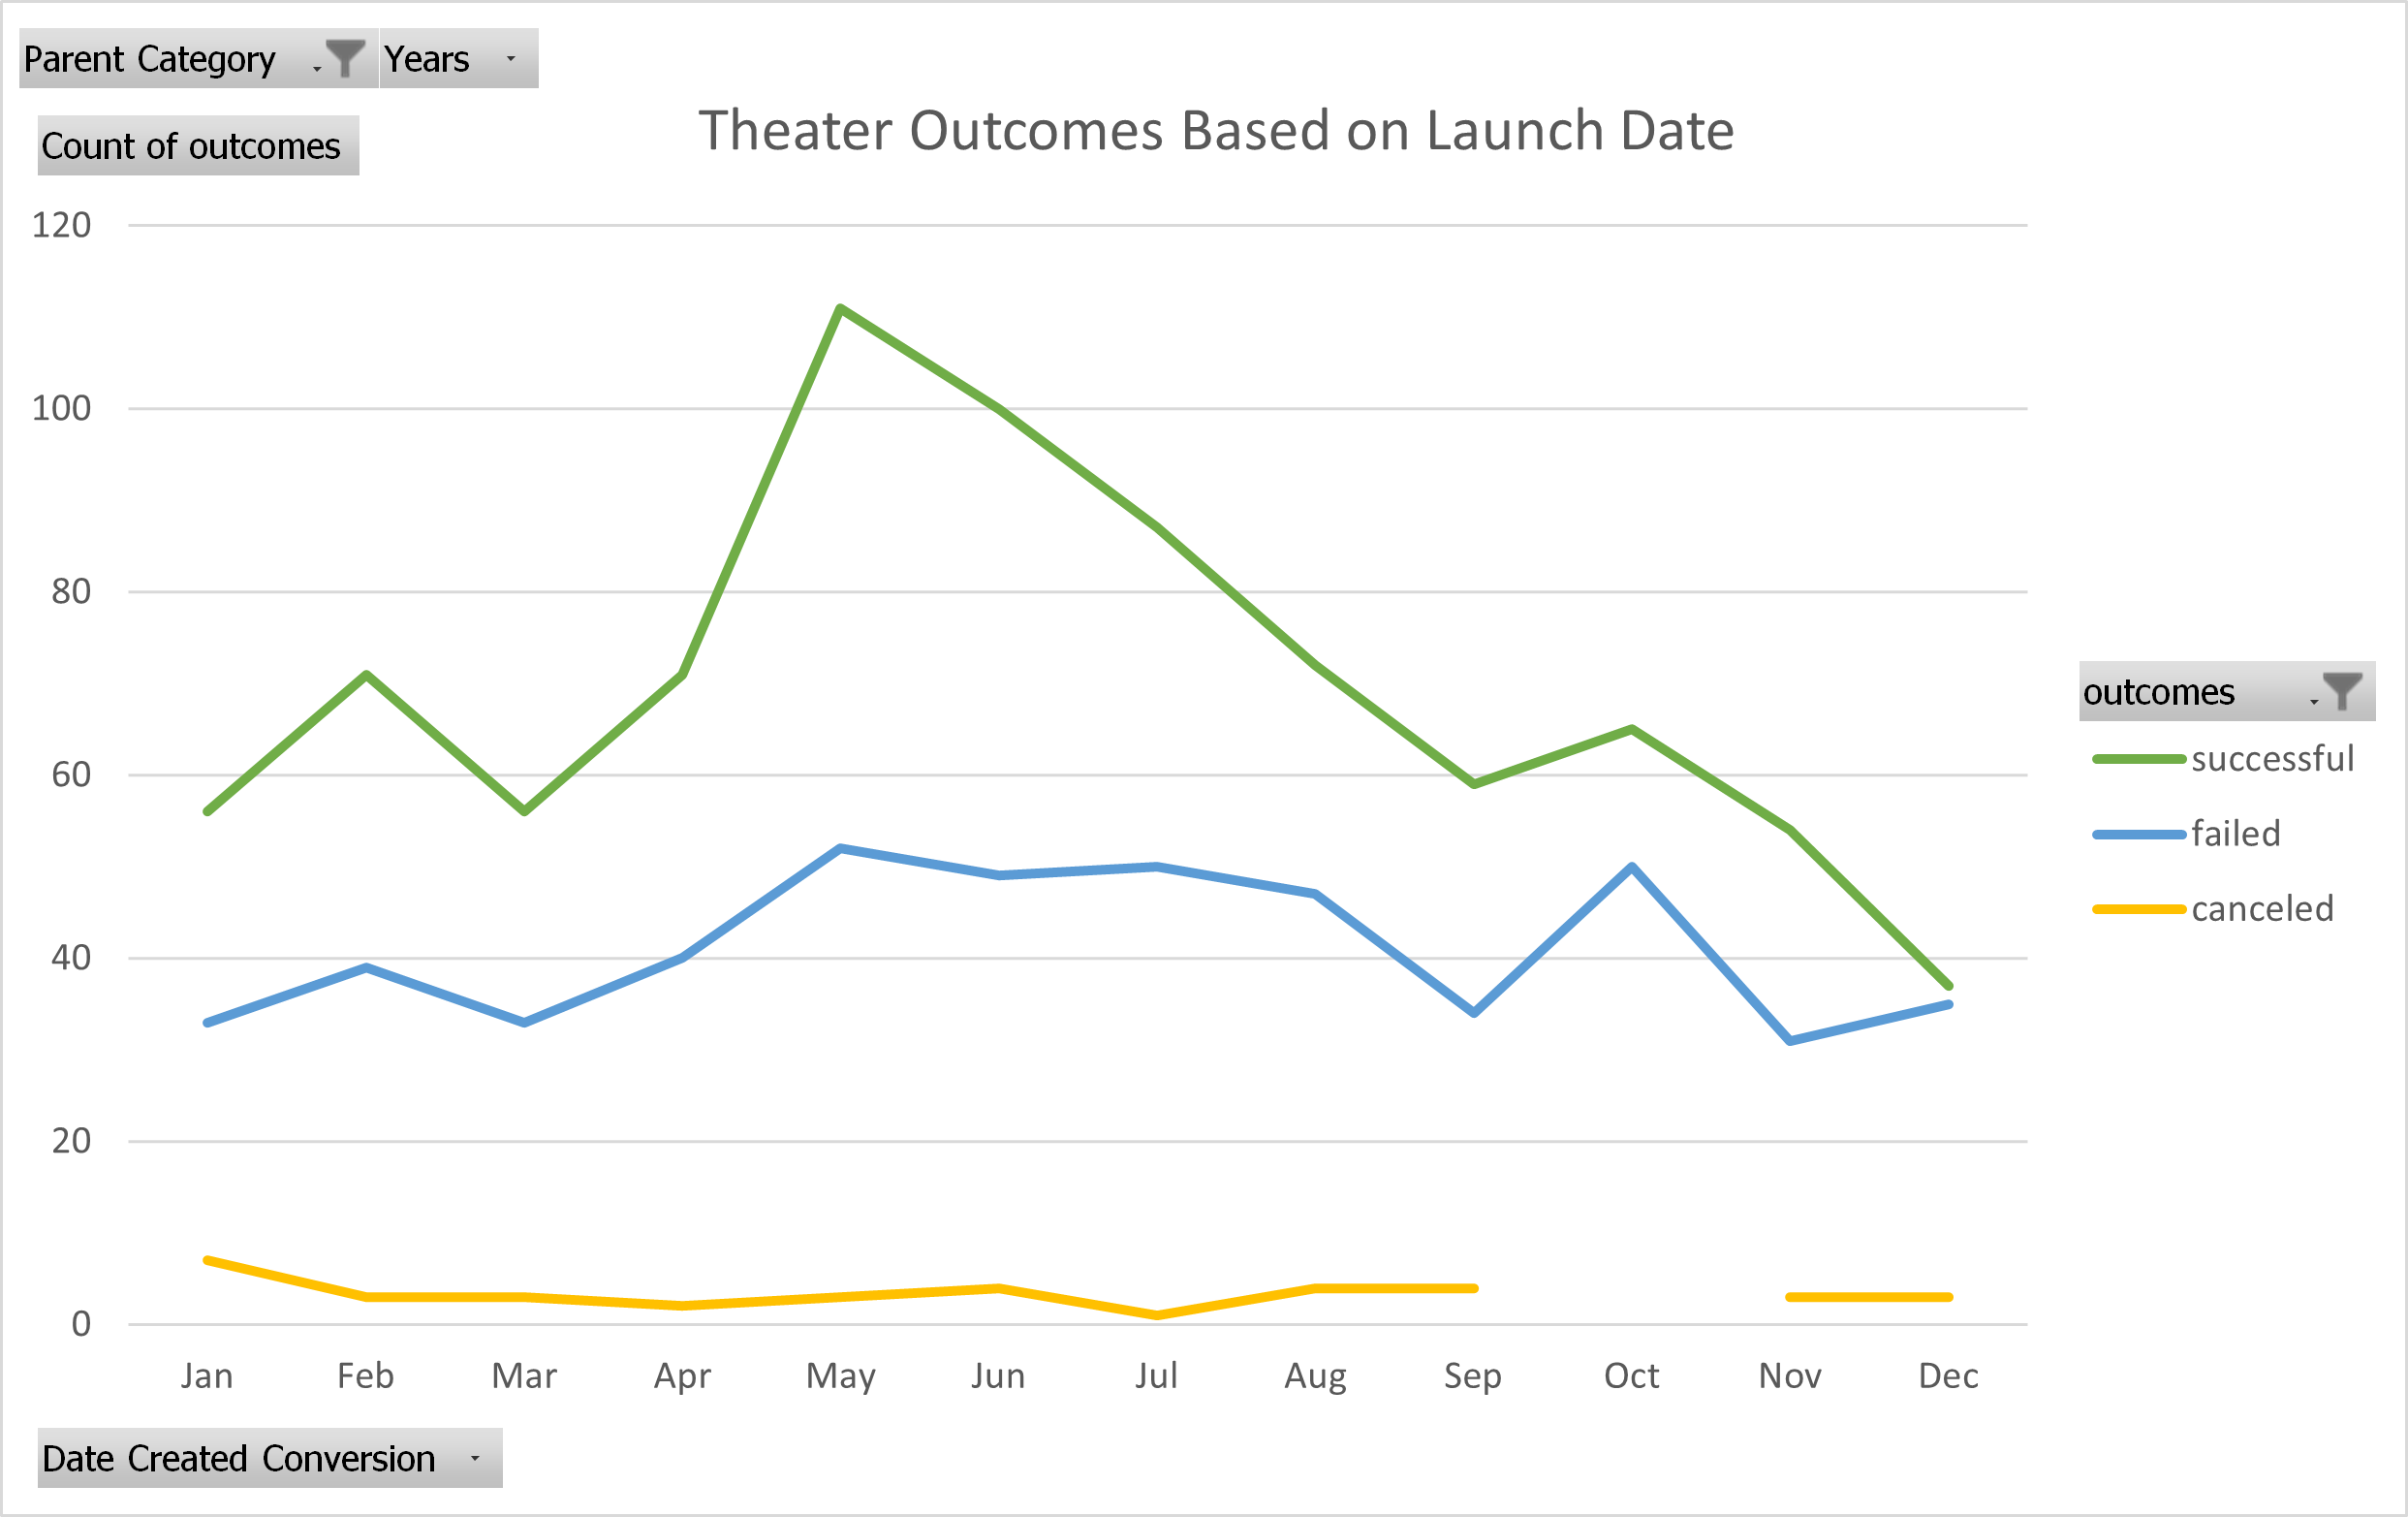 Parent Category Years
Count of outcomes
Theater Outcomes Based on Launch Date
120
100
80
60
40
20
0
Jan Feb Mar Apr May Jun Jul Aug Sep Oct Nov Dec
outcomes
successful
failed
canceled
Date Created Conversion